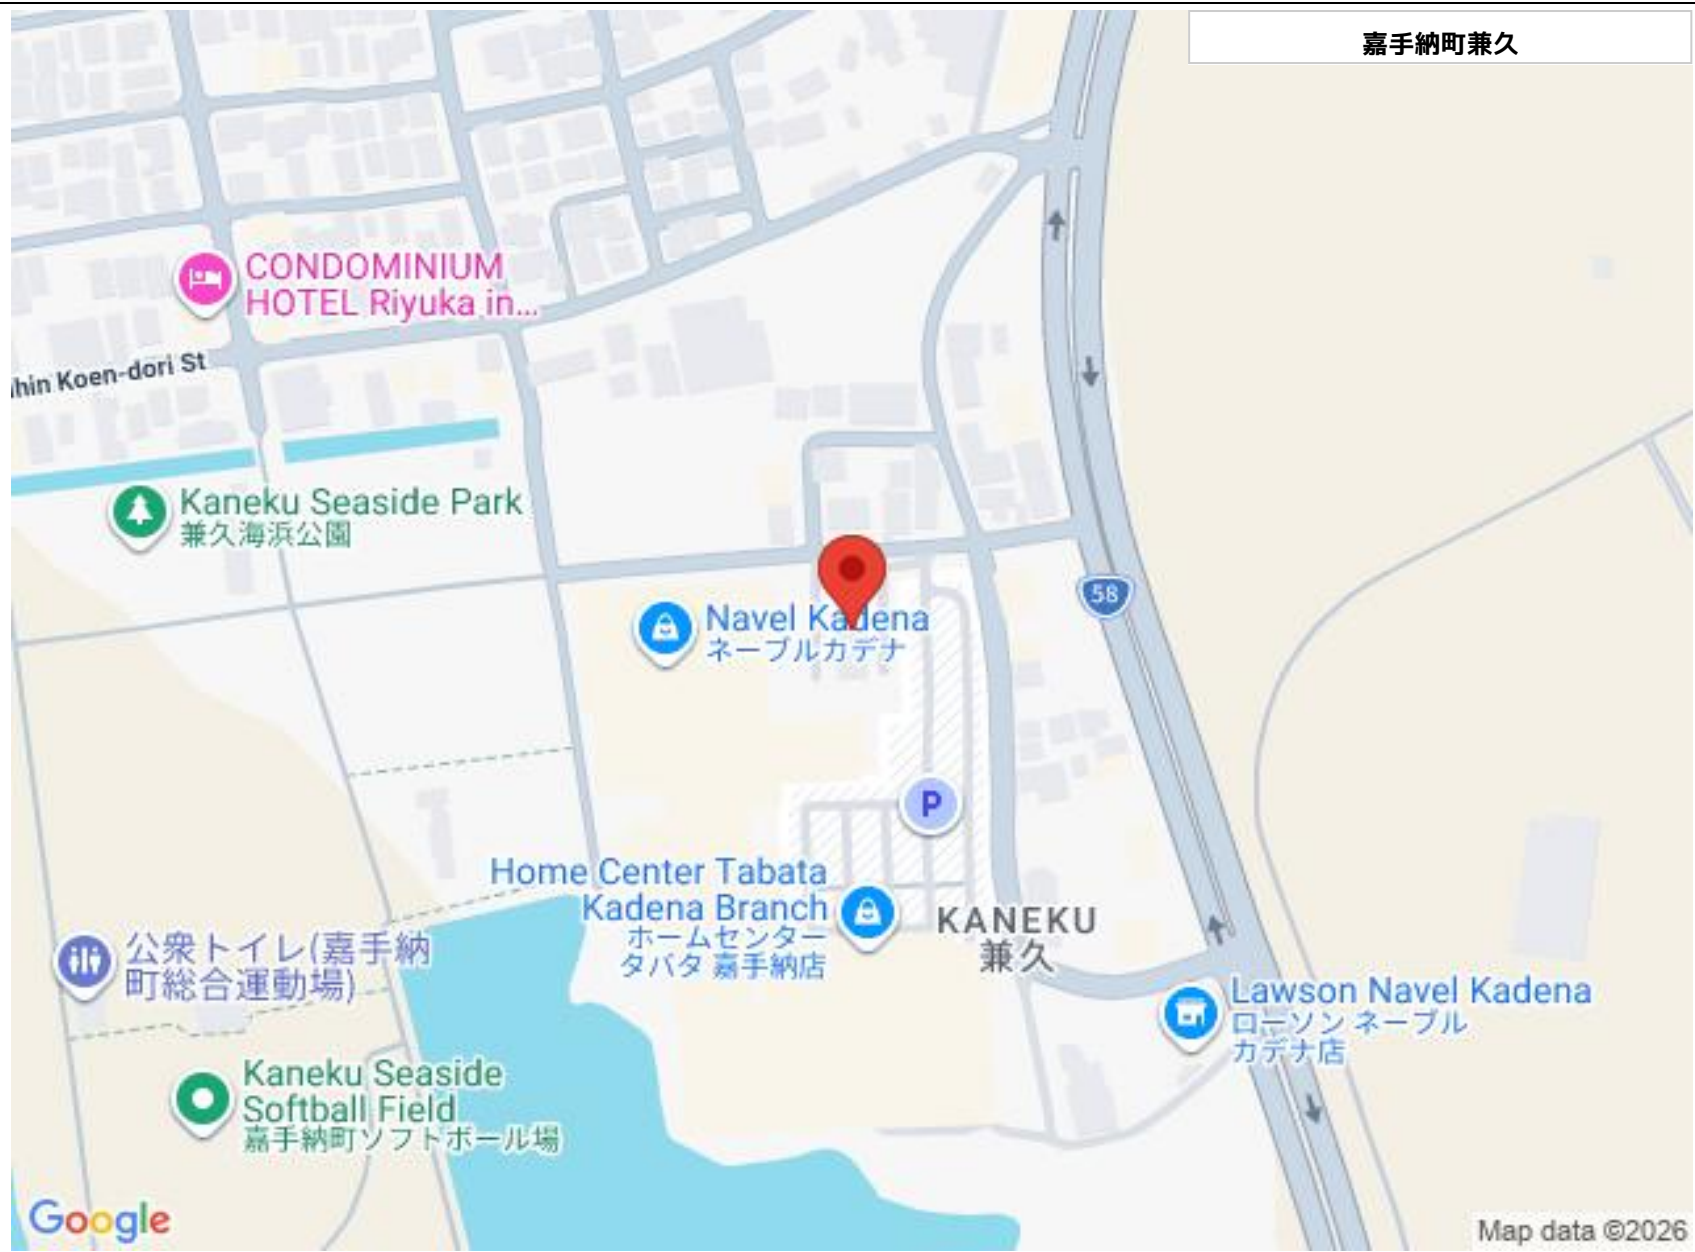 嘉手納町兼久
CONDOMINIUM
HOTEL Riyuka in...
hin Koen-dori St
Kaneku Seaside Park
兼久海浜公園
58
Navel Kadena
ネーブルカデナ
P
Home Center Tabata
Kadena Branch
ホームセンター
タバタ 嘉手納店
KANEKU
兼久
公衆トイレ(嘉手納
町総合運動場)
Lawson Navel Kadena
ローソン ネーブル
カデナ店
Kaneku Seaside
Softball Field
嘉手納町ソフトボール場
Google
Map data ©2026